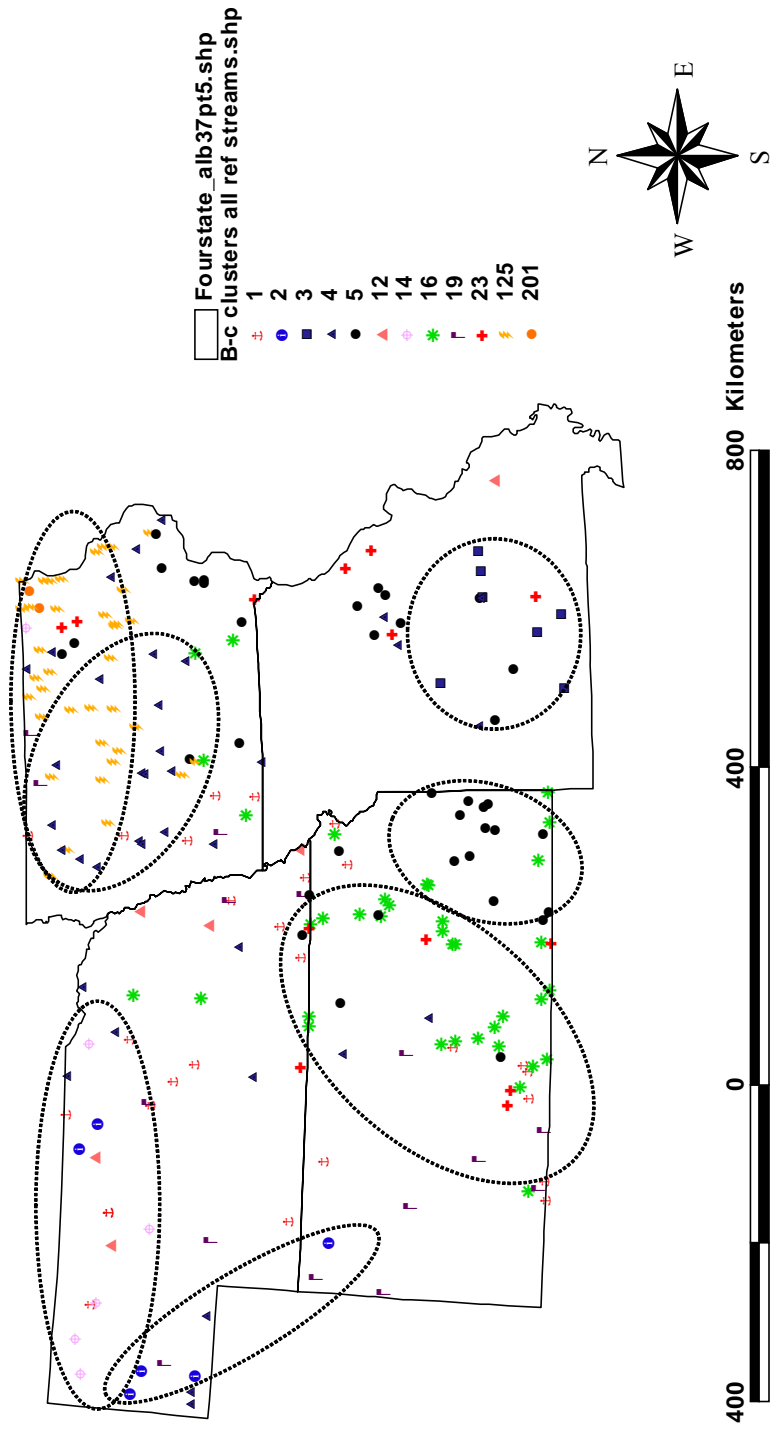 Fourstate_alb37pt5.shp
B-c clusters all ref streams.shp
1
2
3
4
5
12
14
16
19
23
125
201
N
W E
S
400 0 400 800 Kilometers